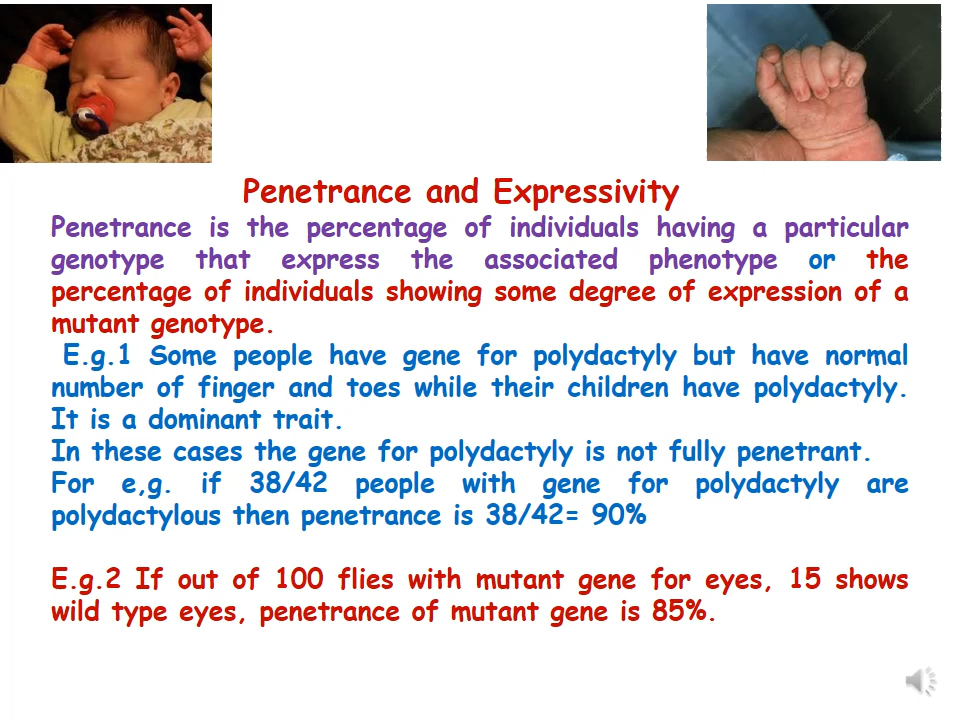 Penetrance and Expressivity
Penetrance is the percentage of individuals having a particular
genotype that express the associated phenotype or the
percentage of individuals showing some degree of expression of a
mutant genotype.
E.g.1 Some people have gene for polydactyly but have normal
number of finger and toes while their children have polydactyly.
It is a dominant trait.
In these cases the gene for polydactyly is not fully penetrant.
For e,g. if 38/42 people with gene for polydactyly are
polydactylous then penetrance is 38/42= 90%
E.g.2 If out of 100 flies with mutant gene for eyes, 15 shows
wild type eyes, penetrance of mutant gene is 85%.